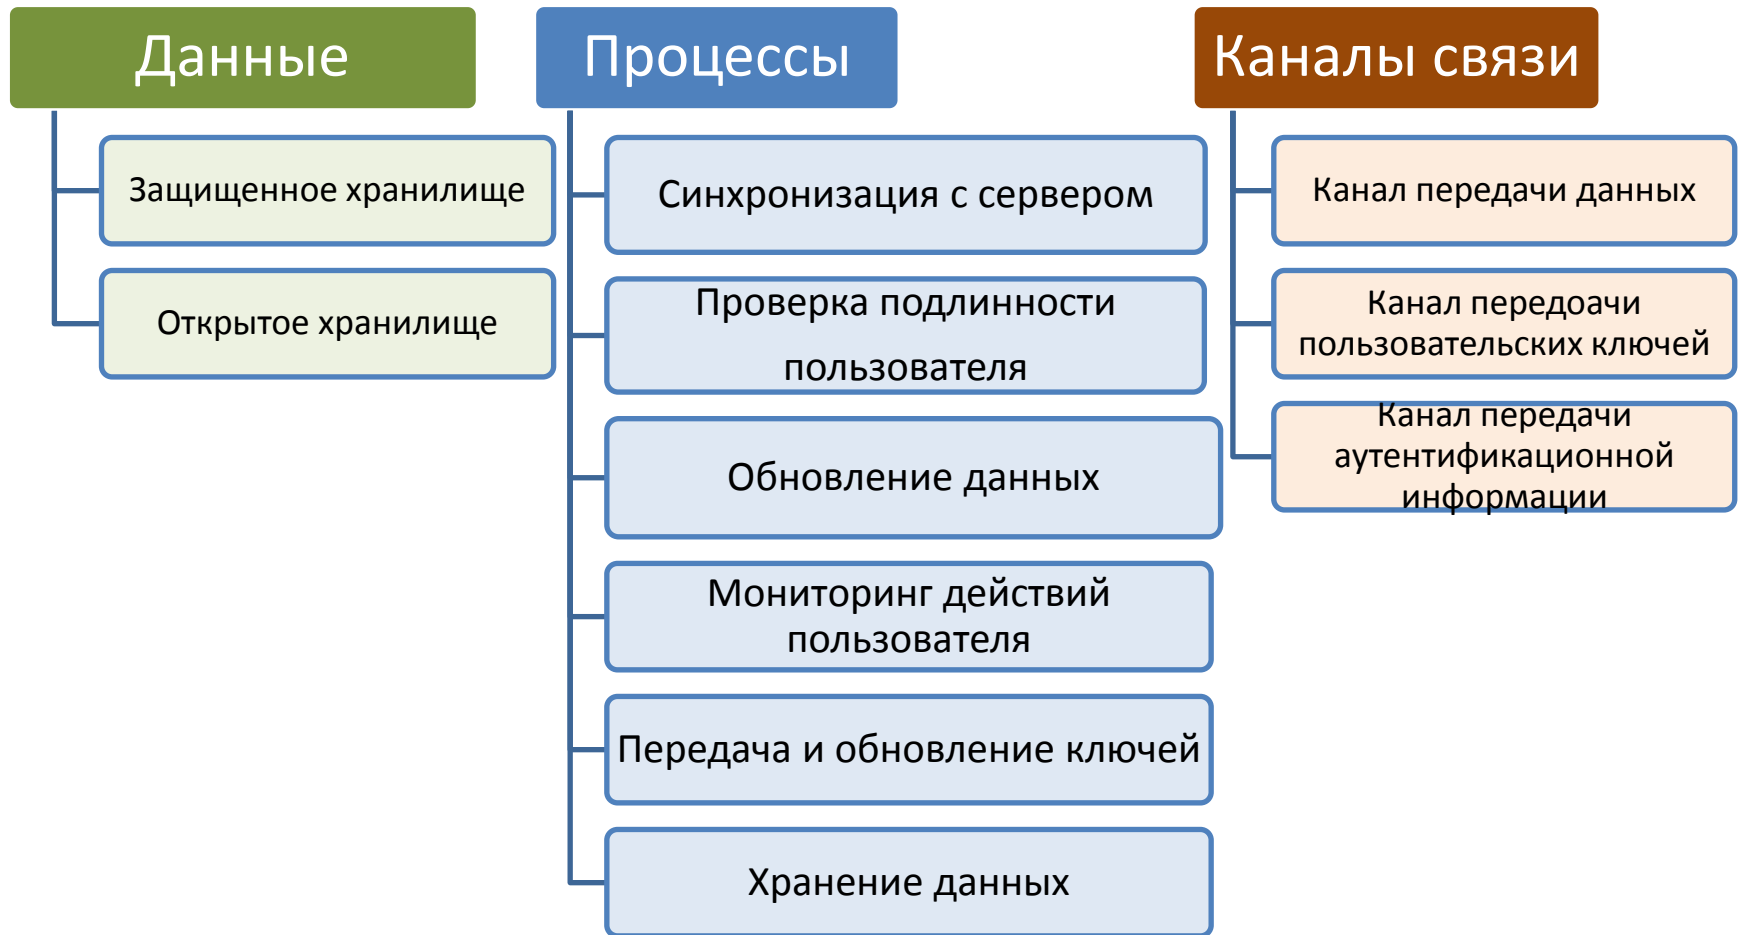 Данные
Защищенное хранилище
Открытое хранилище
Процессы
Синхронизация с сервером
Проверка подлинности
пользователя
Обновление данных
Мониторинг действий
пользователя
Передача и обновление ключей
Хранение данных
Каналы связи
Канал передачи данных
Канал передоачи
пользовательских ключей
Канал передачи
аутентификационной
информации